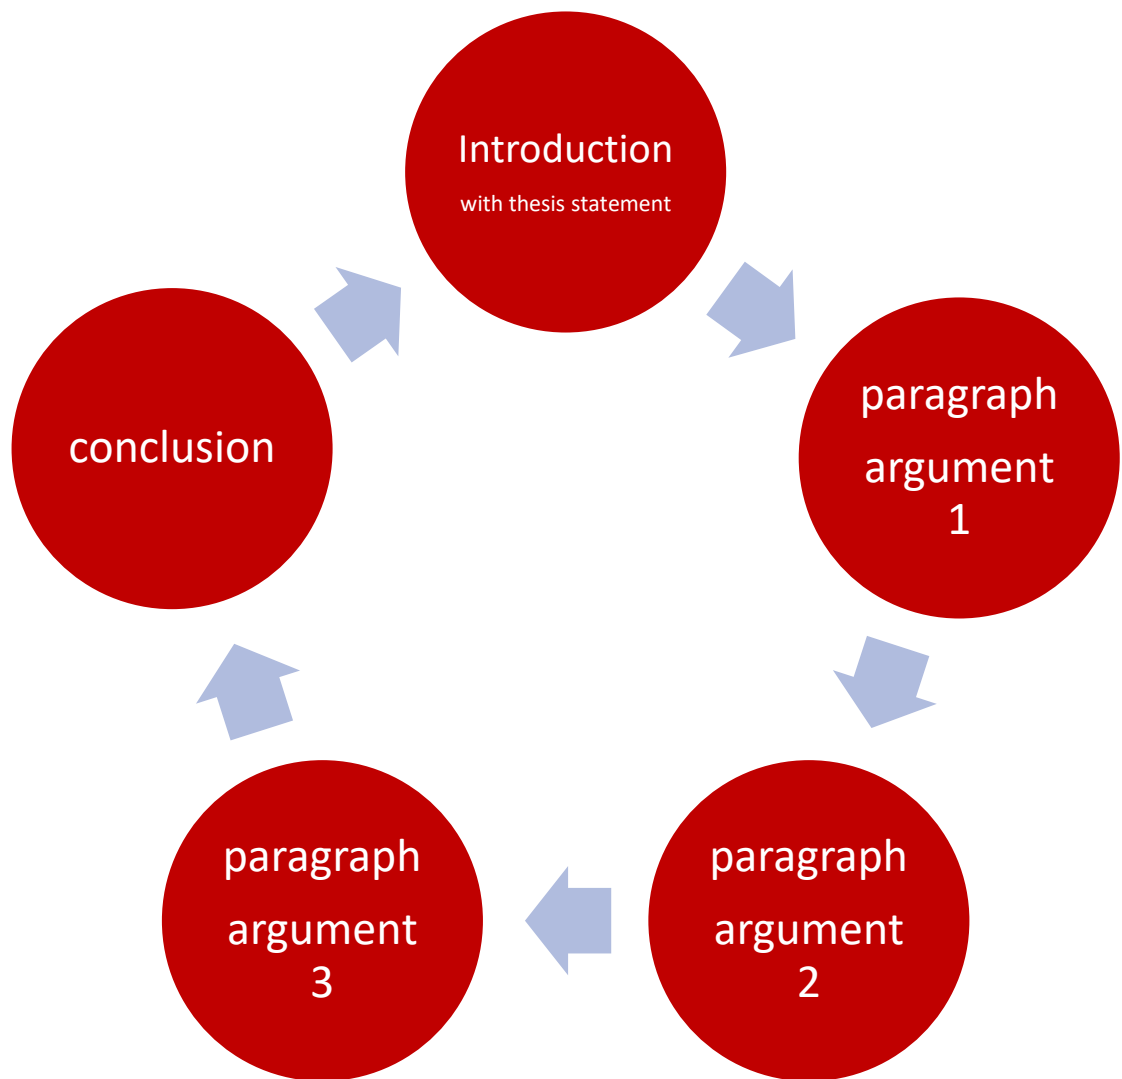 Introduction
with thesis statement
paragraph
argument
1
paragraph
argument
2
paragraph
argument
3
conclusion